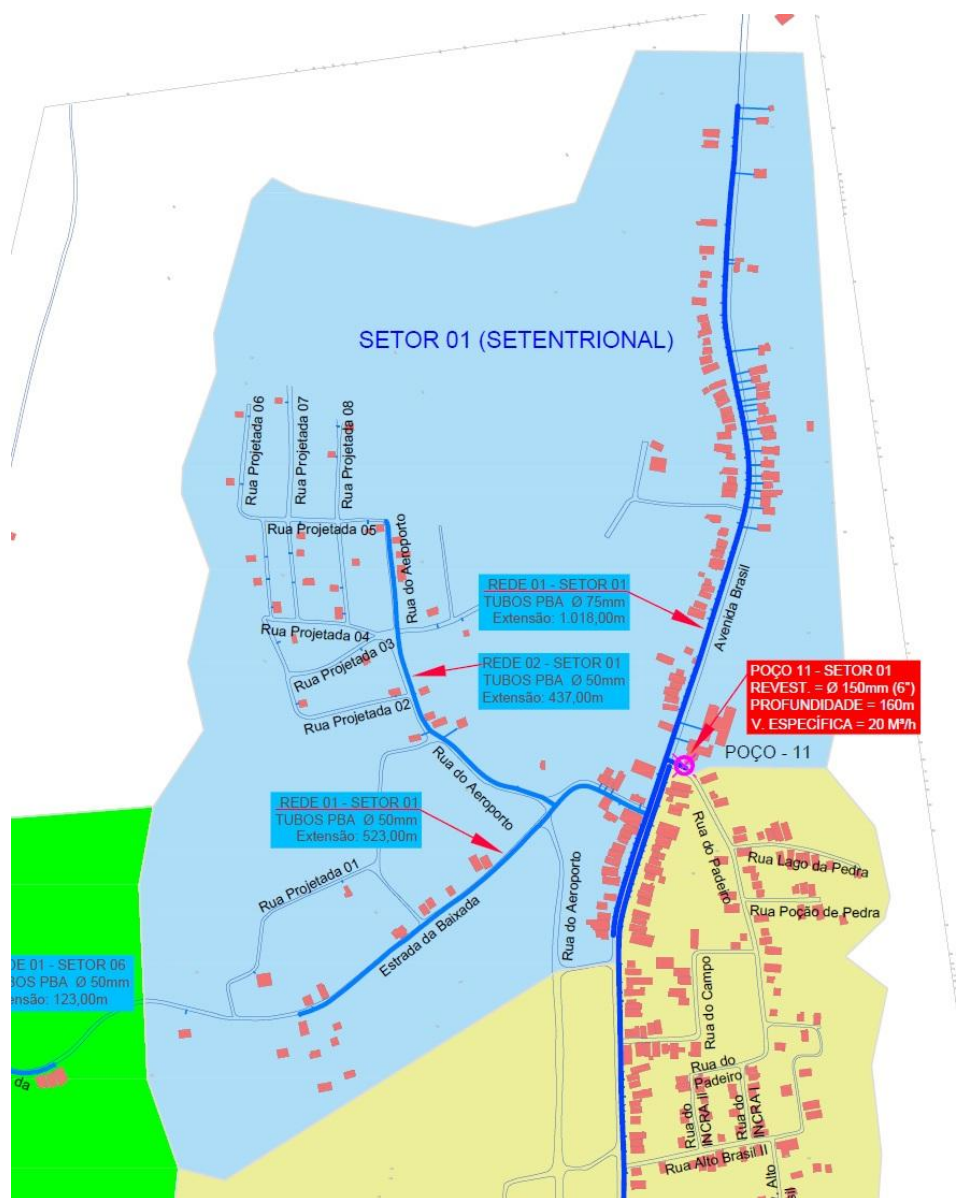 SETOR 01 (SETENTRIONAL)
Rua Projetada 06
Rua Projetada 07
Rua Projetada 08
Rua Projetada 05
Rua do Aeroporto
Avenida Brasil
REDE 01 - SETOR 01
TUBOS PBA Ø 75mm
Extensão: 1.018,00m
Rua Projetada 04
Rua Projetada 03
REDE 02 - SETOR 01
TUBOS PBA Ø 50mm
Extensão: 437,00m
POÇO 11 - SETOR 01
REVEST. = Ø 150mm (6")
PROFUNDIDADE = 160m
V. ESPECÍFICA = 20 M³/h
Rua Projetada 02
POÇO - 11
Rua do Aeroporto
REDE 01 - SETOR 01
TUBOS PBA Ø 50mm
Extensão: 523,00m
Rua do Padeiro
Rua Lago da Pedra
Rua Projetada 01
Rua do Aeroporto
Rua Poção de Pedra
Estrada da Baixada
DE 01 - SETOR 06
BOS PBA Ø 50mm
ensão: 123,00m
Rua do Campo
da
Rua do
Padeiro
Rua do
INCRA II
Rua do
INCRA I
Rua Alto Brasil II
. Alto
sil